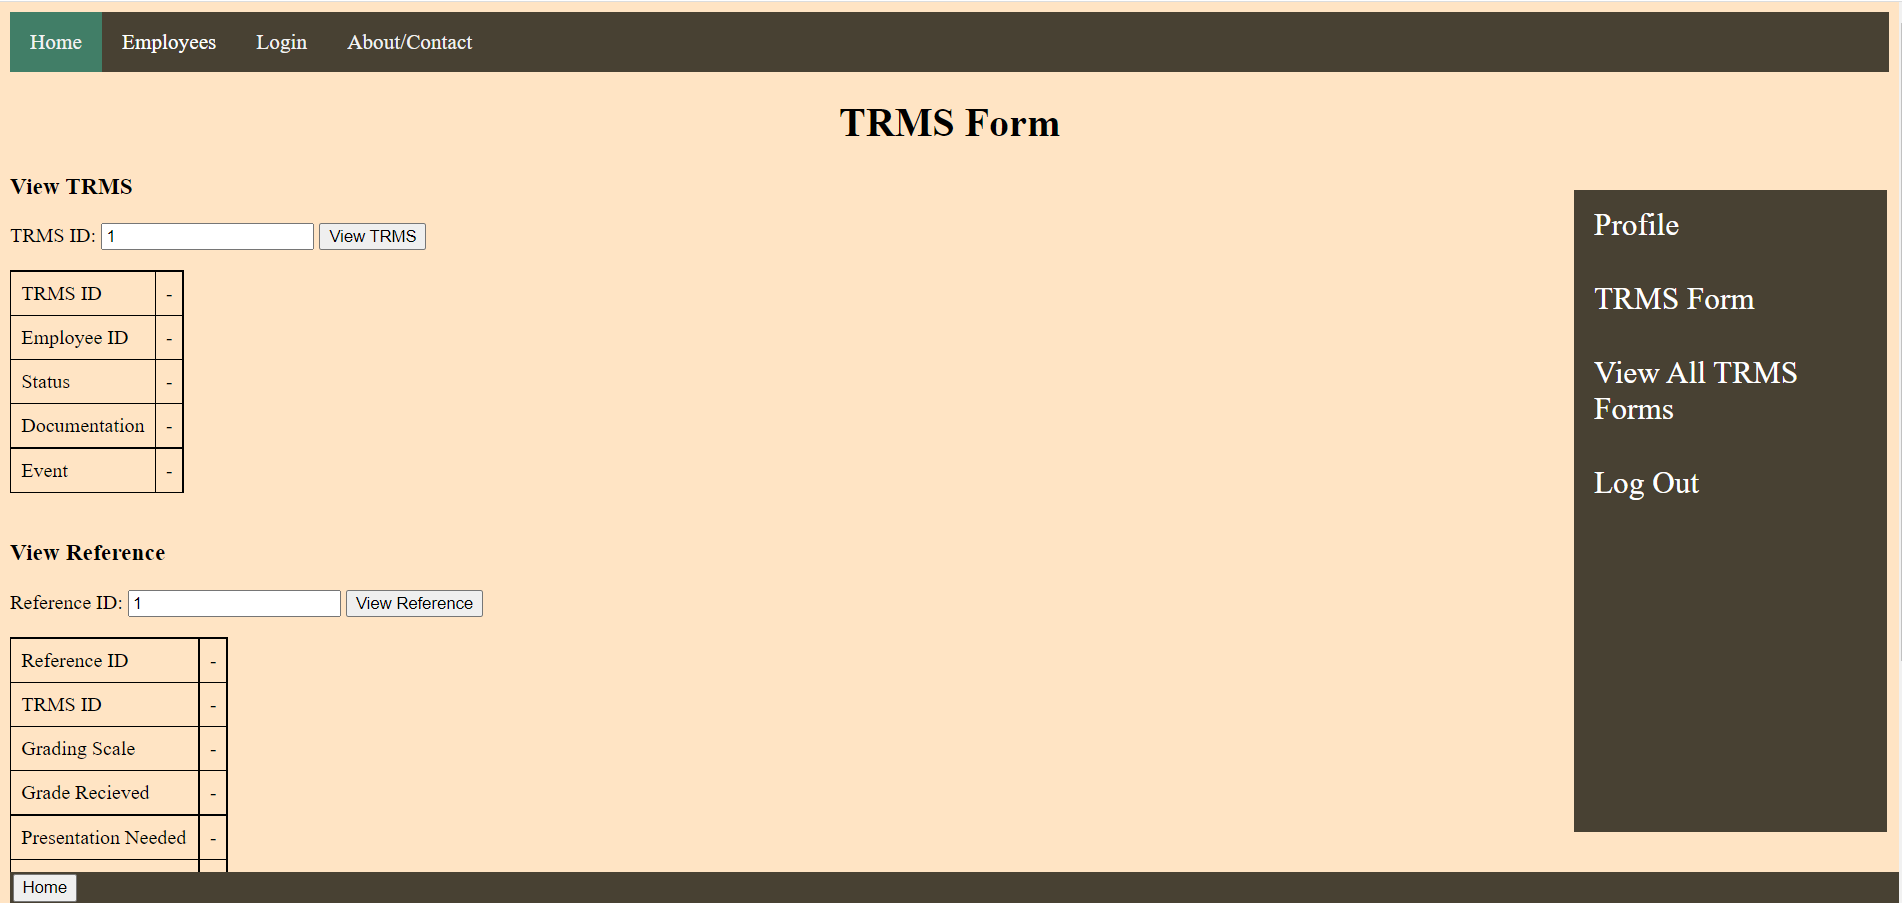 Home Employees Login About/Contact
TRMS Form
View TRMS
TRMS ID: 1 View TRMS
TRMS ID -
Employee ID -
Status -
Documentation -
Event -
View Reference
Reference ID: 1 View Reference
Reference ID -
TRMS ID -
Grading Scale -
Grade Recieved -
Presentation Needed -
Profile
TRMS Form
View All TRMS
Forms
Log Out
Home